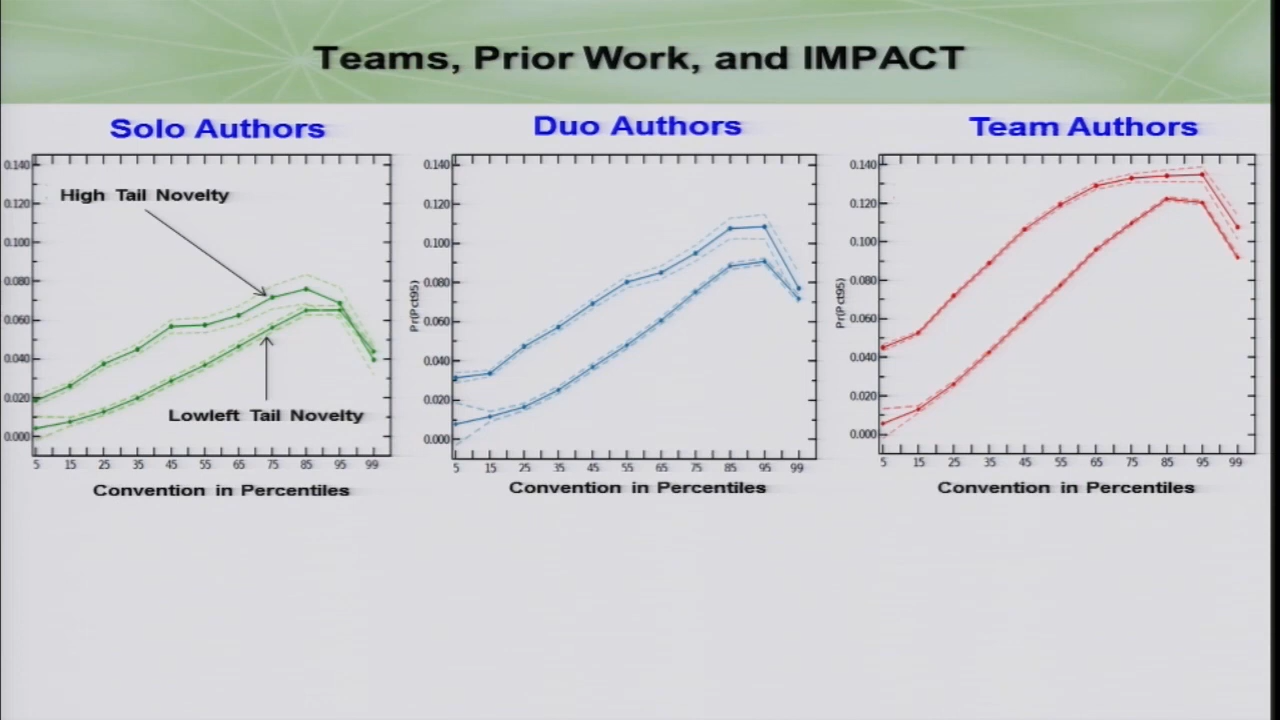 Teams, Prior Work, and IMPACT
Solo Authors
0.140
0.120
0.100
0.080
0.060
0.040
0.020
0.000
High Tail Novelty
Lowleft Tail Novelty
5 15 25 35 45 55 65 75 85 95 99
Convention in Percentiles
Duo Authors
Pr(Pct95)
0.140
0.120
0.100
0.080
0.060
0.040
0.020
0.000
5 15 25 35 45 55 65 75 85 95 99
Convention in Percentiles
Team Authors
Pr(Pct95)
0.140
0.120
0.100
0.080
0.060
0.040
0.020
0.000
5 15 25 35 45 55 65 75 85 95 99
Convention in Percentiles